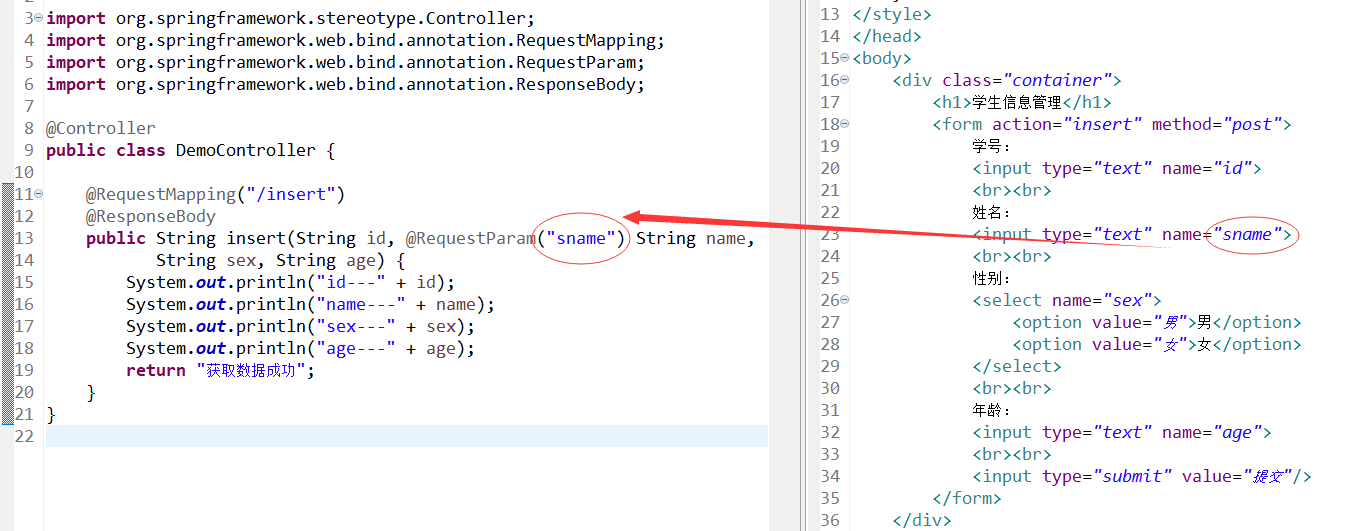 3 import org.springframework.stereotype.Controller;
4 import org.springframework.web.bind.annotation.RequestMapping;
5 import org.springframework.web.bind.annotation.RequestParam;
6 import org.springframework.web.bind.annotation.ResponseBody;
7
8 @Controller
9 public class DemoController {
10
11 @RequestMapping("/insert")
12 @ResponseBody
13 public String insert(String id, @RequestParam("sname") String name,
14 String sex, String age) {
15 System.out.println("id---" + id);
16 System.out.println("name---" + name);
17 System.out.println("sex---" + sex);
18 System.out.println("age---" + age);
19 return "获取数据成功";
20 }
21 }
22
13 </style>
14 </head>
15 <body>
16 <div class="container">
17 <h1>学生信息管理</h1>
18 <form action="insert" method="post">
19 学号：
20 <input type="text" name="id">
21 <br><br>
22 姓名：
23 <input type="text" name="sname">
24 <br><br>
25 性别：
26 <select name="sex">
27 <option value="男">男</option>
28 <option value="女">女</option>
29 </select>
30 <br><br>
31 年龄：
32 <input type="text" name="age">
33 <br><br>
34 <input type="submit" value="提交"/>
35 </form>
36 </div>